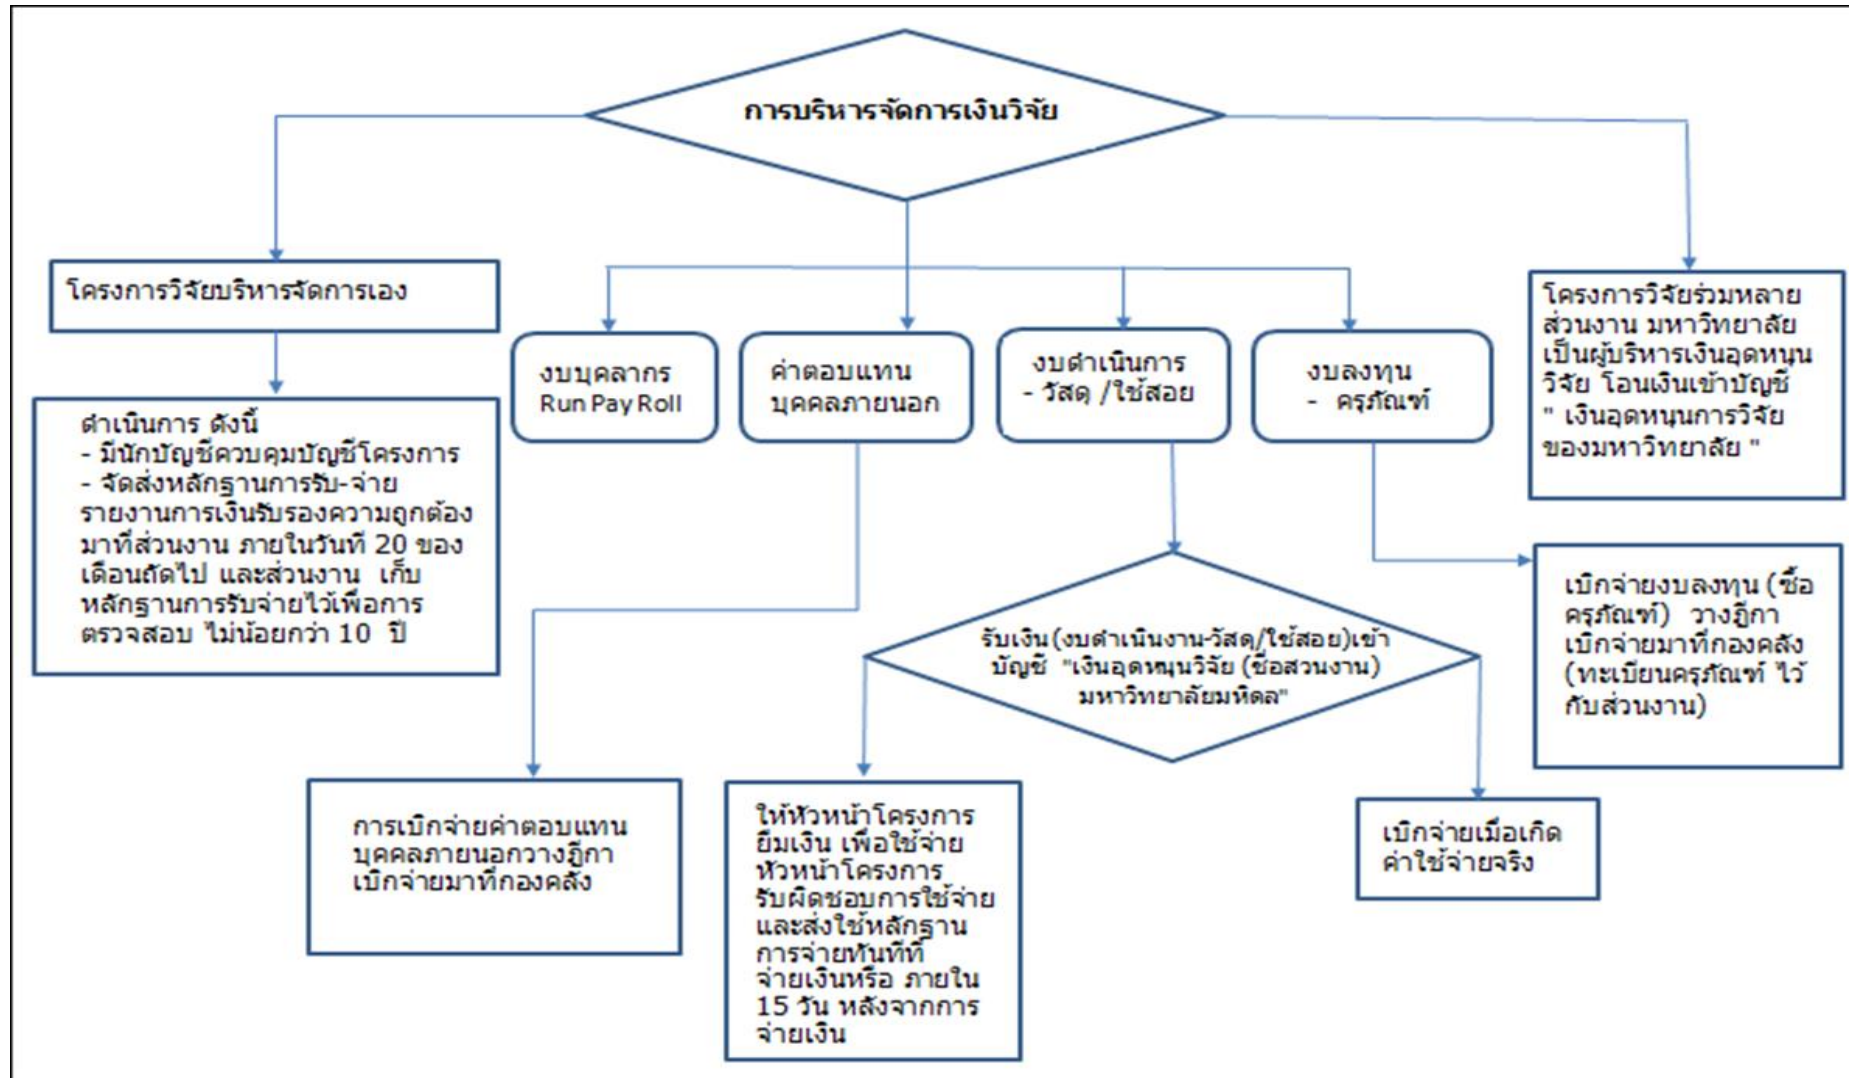 การบริหารจัดการเงินวิจัย
โครงการวิจัยบริหารจัดการเอง
ดำเนินการ ดังนี้
- มีนักบัญชีควบคุมบัญชีโครงการ
- จัดส่งหลักฐานการรับ-จ่าย
รายงานการเงินรับรองความถูกต้อง
มาที่ส่วนงาน ภายในวันที่ 20 ของ
เดือนถัดไป และส่วนงาน เก็บ
หลักฐานการรับจ่ายไว้เพื่อการ
ตรวจสอบ ไม่น้อยกว่า 10 ปี
งบบุคลากร
Run Pay Roll
ค่าตอบแทน
บุคคลภายนอก
งบดำเนินการ
- วัสดุ /ใช้สอย
งบลงทุน
- ครุภัณฑ์
โครงการวิจัยร่วมหลาย
ส่วนงาน มหาวิทยาลัย
เป็นผู้บริหารเงินอุดหนุน
วิจัย โอนเงินเข้าบัญชี
" เงินอุดหนุนการวิจัย
ของมหาวิทยาลัย "
การเบิกจ่ายค่าตอบแทน
บุคคลภายนอกวางฎีกา
เบิกจ่ายมาที่กองคลัง
รับเงิน(งบดำเนินงาน-วัสดุ/ใช้สอย)เข้า
บัญชี "เงินอุดหนุนวิจัย (ชื่อสวนงาน)
มหาวิทยาลัยมหิดล"
ให้หัวหน้าโครงการ
ยืมเงิน เพื่อใช้จ่าย
หัวหน้าโครงการ
รับผิดชอบการใช้จ่าย
และส่งใช้หลักฐาน
การจ่ายทันทีที่
จ่ายเงินหรือ ภายใน
15 วัน หลังจากการ
จ่ายเงิน
เบิกจ่ายเมื่อเกิด
ค่าใช้จ่ายจริง
เบิกจ่ายงบลงทุน (ซื้อ
ครุภัณฑ์) วางฎีกา
เบิกจ่ายมาที่กองคลัง
(ทะเบียนครุภัณฑ์ ไว้
กับส่วนงาน)